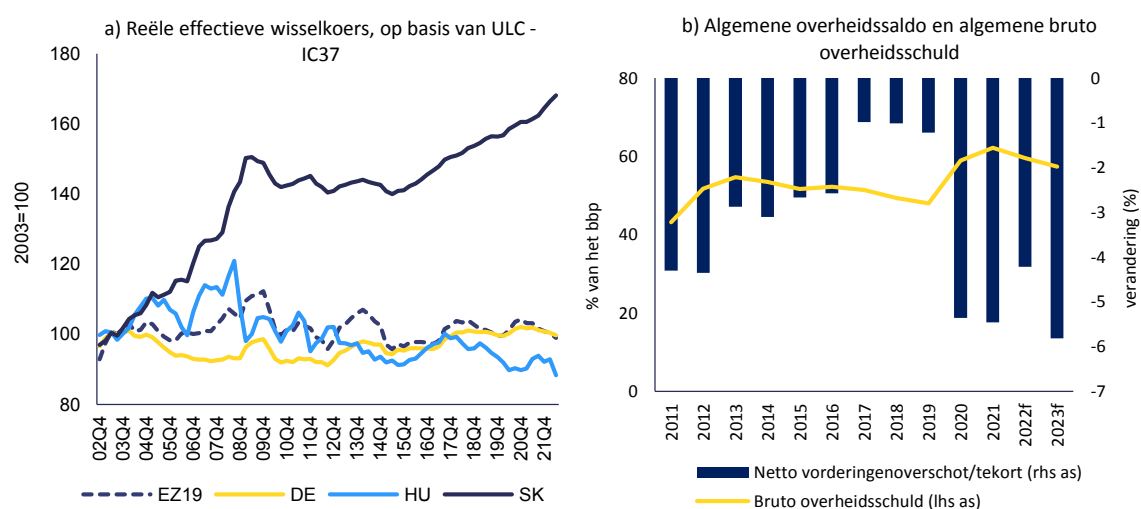 a) Reële effectieve wisselkoers, op basis van ULC -
IC37
180
160
140
120
100
80
2003=100
02Q4
03Q4
04Q4
05Q4
06Q4
07Q4
08Q4
09Q4
10Q4
11Q4
12Q4
13Q4
14Q4
15Q4
16Q4
17Q4
18Q4
19Q4
20Q4
21Q4
EZ19
DE
HU
SK
b) Algemene overheidssaldo en algemene bruto
overheidsschuld
80
60
40
20
0
% van het bbp
0
-1
-2
-3
-4
-5
-6
-7
verandering (%)
2011
2012
2013
2014
2015
2016
2017
2018
2019
2020
2021
2022f
2023f
Netto vorderingenoverschot/tekort (rhs as)
Bruto overheidsschuld (lhs as)